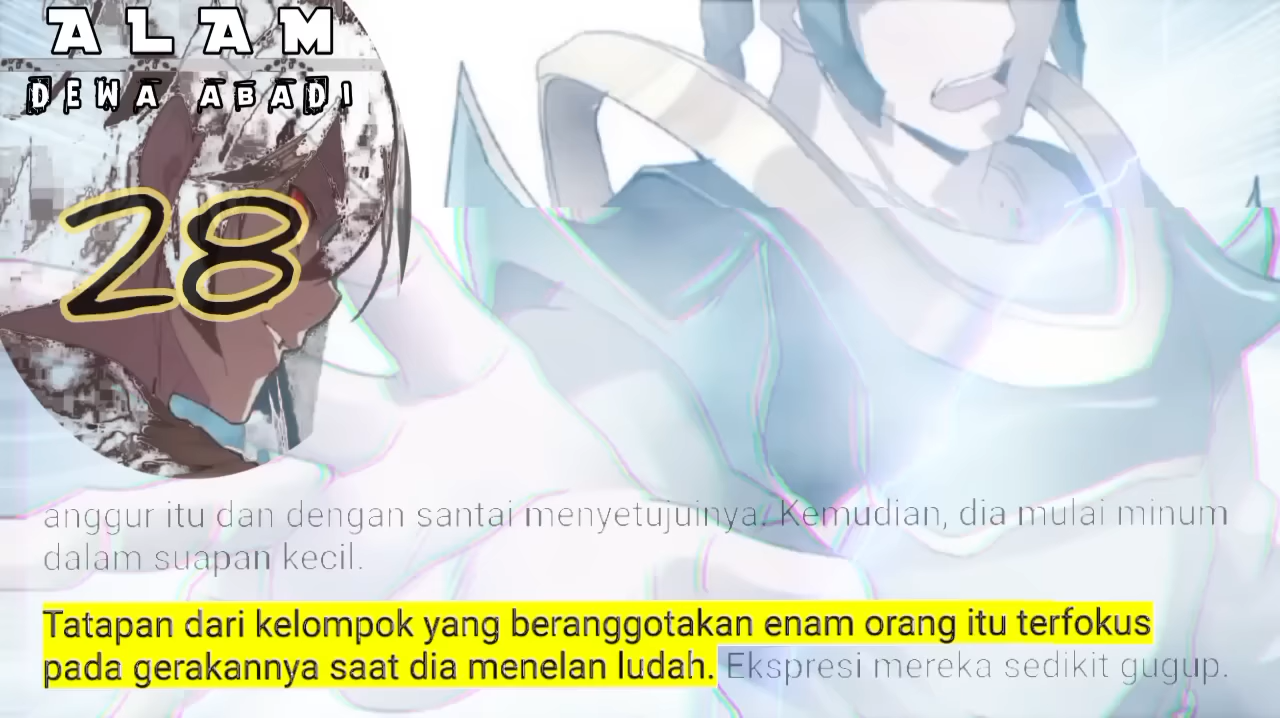 ALAM
DEWA ABADI
28
anggur itu dan dengan santai menyetujuinya. Kemudian, dia mulai minum
dalam suapan kecil.
Tatapan dari kelompok yang beranggotakan enam orang itu terfokus
pada gerakannya saat dia menelan ludah. Ekspresi mereka sedikit gugup.